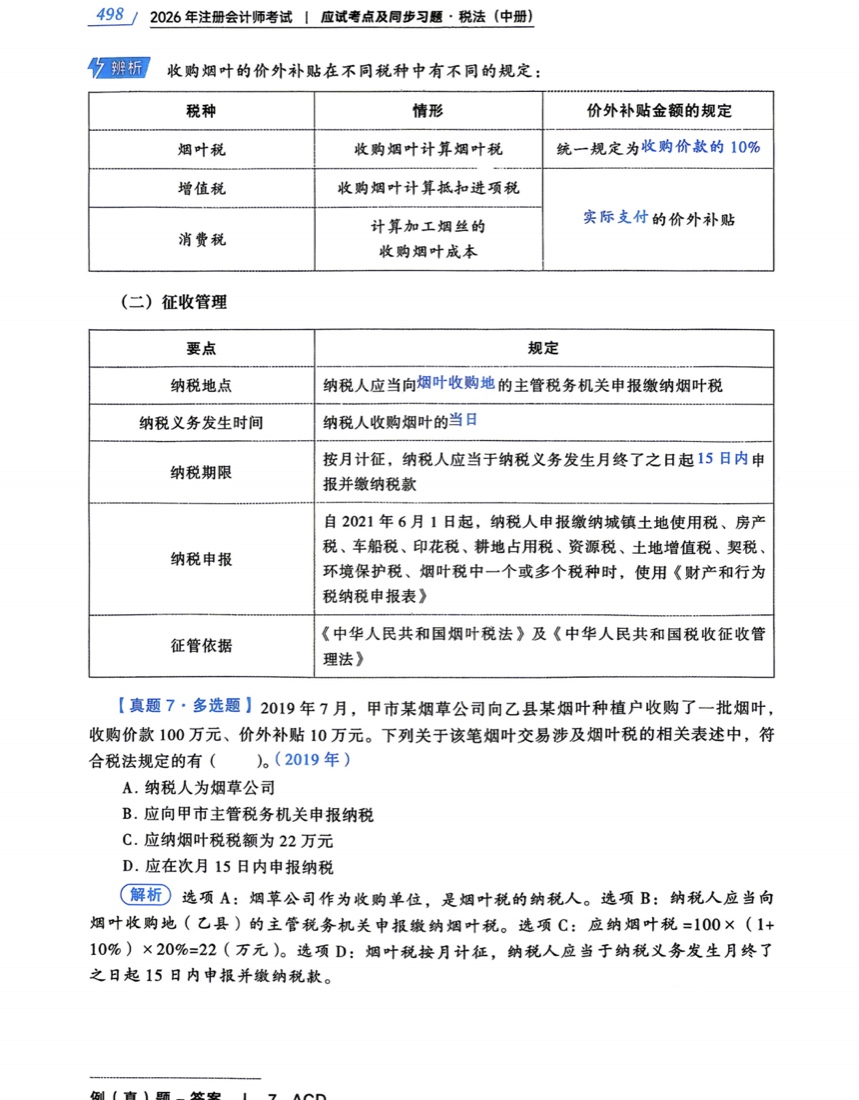 498 2026年注册会计师考试 | 应试考点及同步习题·税法（中册）
辨析 收购烟叶的价外补贴在不同税种中有不同的规定：
税种 情形 价外补贴金额的规定
烟叶税 收购烟叶计算烟叶税 统一规定为收购价款的10%
增值税 收购烟叶计算抵扣进项税
实际支付的价外补贴
消费税 计算加工烟丝的
收购烟叶成本
（二）征收管理
要点 规定
纳税地点 纳税人应当向烟叶收购地的主管税务机关申报缴纳烟叶税
纳税义务发生时间 纳税人收购烟叶的当日
纳税期限 按月计征，纳税人应当于纳税义务发生月终了之日起15日内申
报并缴纳税款
纳税申报 自2021年6月1日起，纳税人申报缴纳城镇土地使用税、房产
税、车船税、印花税、耕地占用税、资源税、土地增值税、契税、
环境保护税、烟叶税中一个或多个税种时，使用《财产和行为
税纳税申报表》
征管依据 《中华人民共和国烟叶税法》及《中华人民共和国税收征收管
理法》
【真题7·多选题】2019年7月，甲市某烟草公司向乙县某烟叶种植户收购了一批烟叶，
收购价款100万元、价外补贴10万元。下列关于该笔烟叶交易涉及烟叶税的相关表述中，符
合税法规定的有（ ）。（2019年）
A. 纳税人为烟草公司
B. 应向甲市主管税务机关申报纳税
C. 应纳烟叶税税额为22万元
D. 应在次月15日内申报纳税
解析 选项A：烟草公司作为收购单位，是烟叶税的纳税人。选项B：纳税人应当向
烟叶收购地（乙县）的主管税务机关申报缴纳烟叶税。选项C：应纳烟叶税=100×（1+
10%）×20%=22（万元）。选项D：烟叶税按月计征，纳税人应当于纳税义务发生月终了
之日起15日内申报并缴纳税款。
例（真）题－答案 | 7. ACD